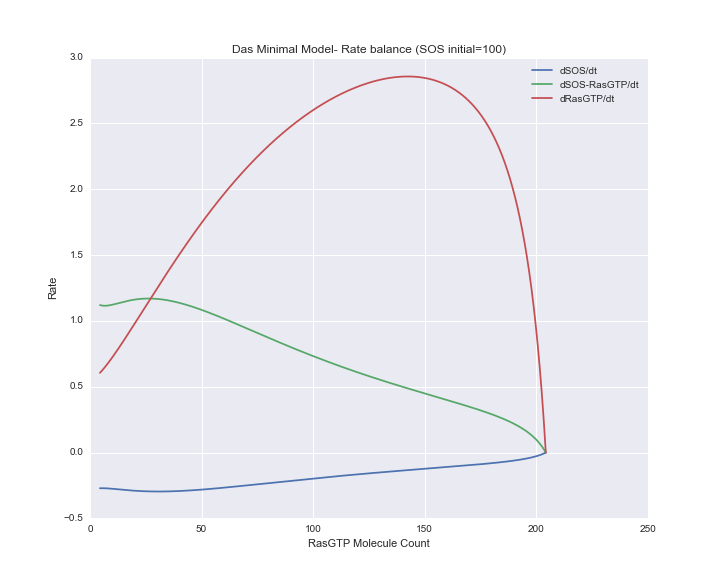 Das Minimal Model- Rate balance (SOS initial=100)
3.0
2.5
2.0
1.5
1.0
0.5
0.0
−0.5
Rate
dSOS/dt
dSOS-RasGTP/dt
dRasGTP/dt
0 50 100 150 200 250
RasGTP Molecule Count